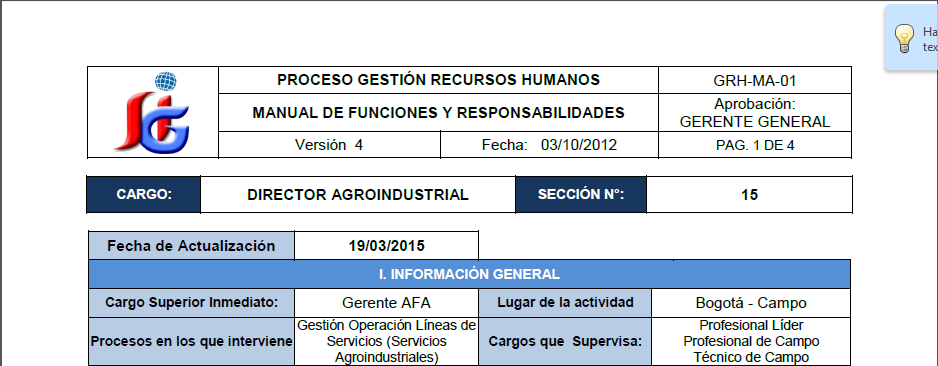 PROCESO GESTIÓN RECURSOS HUMANOS
GRH-MA-01
MANUAL DE FUNCIONES Y RESPONSABILIDADES
Aprobación:
GERENTE GENERAL
Versión 4
Fecha: 03/10/2012
PAG. 1 DE 4
CARGO:
DIRECTOR AGROINDUSTRIAL
SECCIÓN N°:
15
Fecha de Actualización
19/03/2015
I. INFORMACIÓN GENERAL
Cargo Superior Inmediato:
Gerente AFA
Lugar de la actividad
Bogotá - Campo
Procesos en los que interviene
Gestión Operación Líneas de
Servicios (Servicios
Agroindustriales)
Cargos que Supervisa:
Profesional Líder
Profesional de Campo
Técnico de Campo